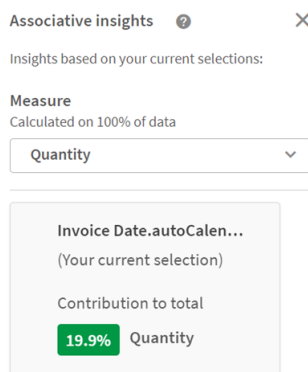 Associative insights
Insights based on your current selections:
Measure
Calculated on 100% of data
Quantity
Invoice Date.autoCalen...
(Your current selection)
Contribution to total
19.9% Quantity